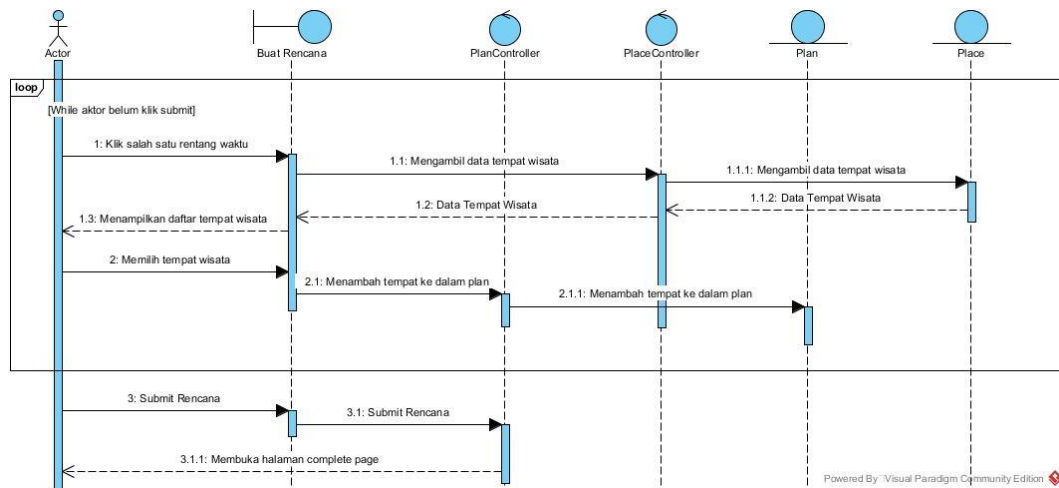 Actor
Buat Rencana
PlanController
PlaceController
Plan
Place
loop
[While aktor belum klik submit]
1: Klik salah satu rentang waktu
1.1: Mengambil data tempat wisata
1.1.1: Mengambil data tempat wisata
1.1.2: Data Tempat Wisata
1.2: Data Tempat Wisata
1.3: Menampilkan daftar tempat wisata
2: Memilih tempat wisata
2.1: Menambah tempat ke dalam plan
2.1.1: Menambah tempat ke dalam plan
3: Submit Rencana
3.1: Submit Rencana
3.1.1: Membuka halaman complete page
Powered By Visual Paradigm Community Edition